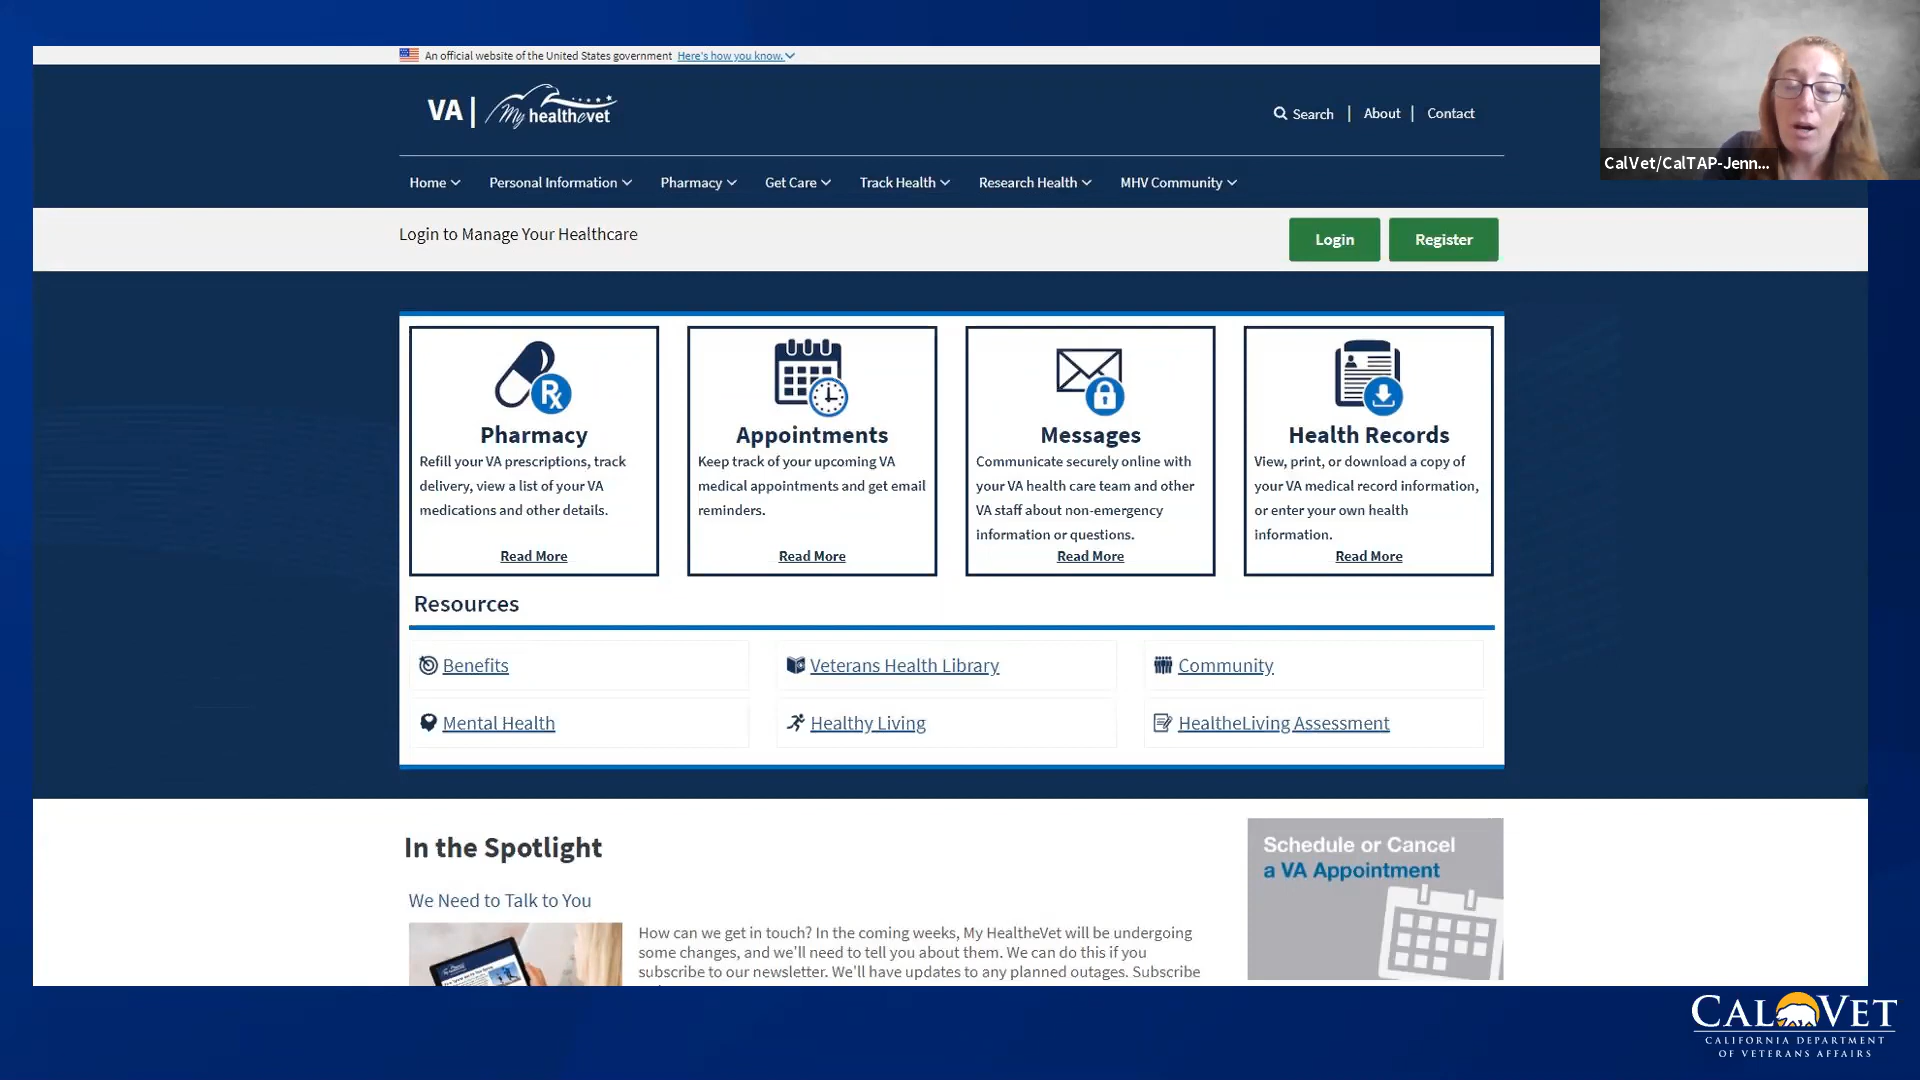 An official website of the United States government Here's how you know.
VA | My healthevet
Search | About | Contact
CalVet/CalTAP-Jenn...
Home Personal Information Pharmacy Get Care Track Health Research Health MHV Community
Login to Manage Your Healthcare
Login Register
Pharmacy
Refill your VA prescriptions, track
delivery, view a list of your VA
medications and other details.
Read More
Appointments
Keep track of your upcoming VA
medical appointments and get email
reminders.
Read More
Messages
Communicate securely online with
your VA health care team and other
VA staff about non-emergency
information or questions.
Read More
Health Records
View, print, or download a copy of
your VA medical record information,
or enter your own health
information.
Read More
Resources
Benefits
Veterans Health Library
Community
Mental Health
Healthy Living
HealtheLiving Assessment
In the Spotlight
We Need to Talk to You
How can we get in touch? In the coming weeks, My HealtheVet will be undergoing
some changes, and we'll need to tell you about them. We can do this if you
subscribe to our newsletter. We'll have updates to any planned outages. Subscribe
Schedule or Cancel
a VA Appointment
CALVET
CALIFORNIA DEPARTMENT
OF VETERANS AFFAIRS